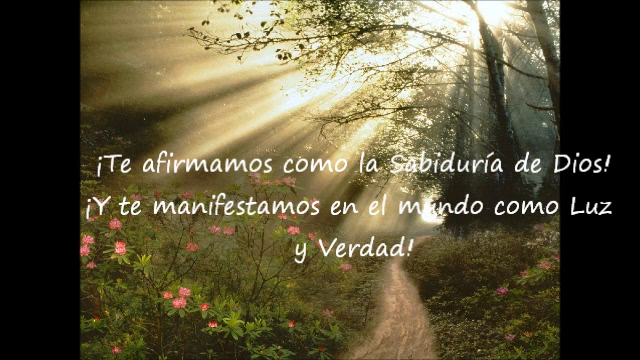 ¡Te afirmamos como la Sabiduría de Dios!
¡Y te manifestamos en el mundo como Luz
y Verdad!